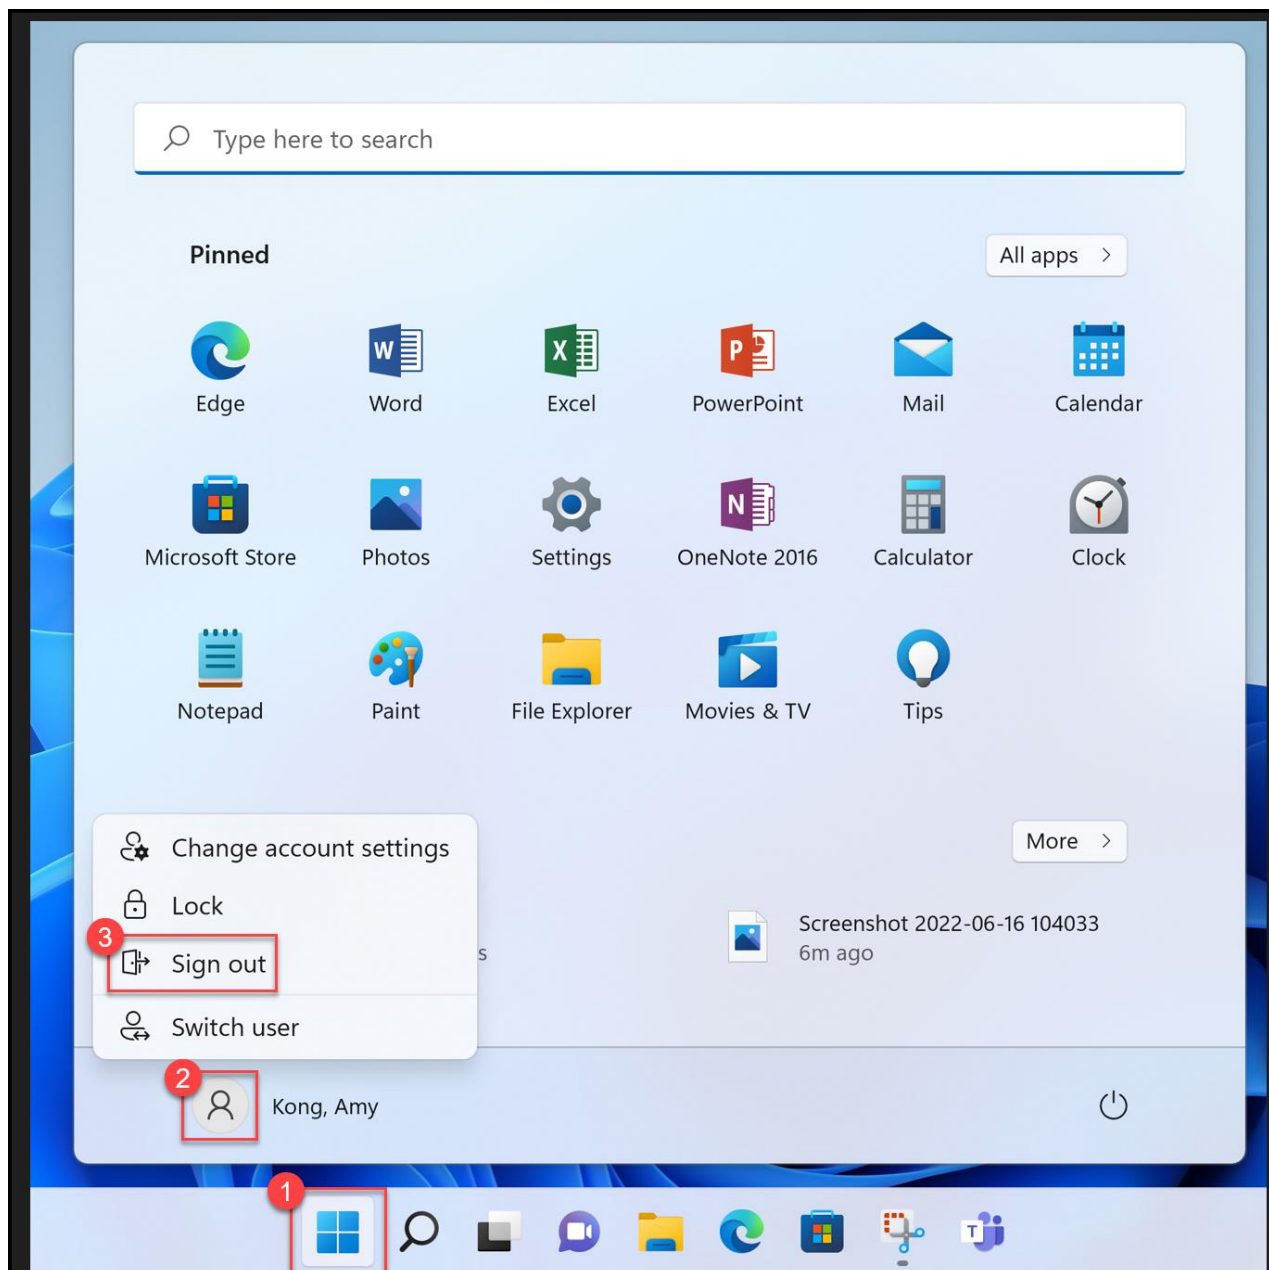 Type here to search
Pinned
All apps
Edge
Word
Excel
PowerPoint
Mail
Calendar
Microsoft Store
Photos
Settings
OneNote 2016
Calculator
Clock
Notepad
Paint
File Explorer
Movies & TV
Tips
More
Change account settings
Lock
3
Sign out
Switch user
s
Screenshot 2022-06-16 104033
6m ago
2
Kong, Amy
1